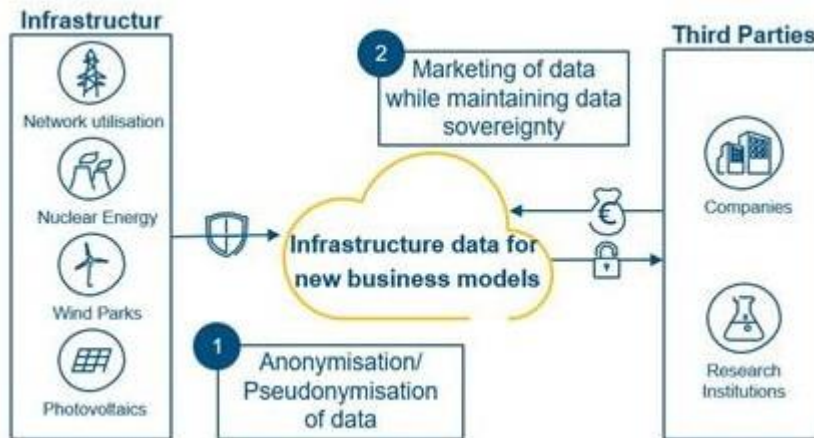 Infrastructur
Network utilisation
Nuclear Energy
Wind Parks
Photovoltaics
1
Anonymisation/
Pseudonymisation
of data
2
Marketing of data
while maintaining data
sovereignty
Infrastructure data for
new business models
€
Third Parties
Companies
Research
Institutions